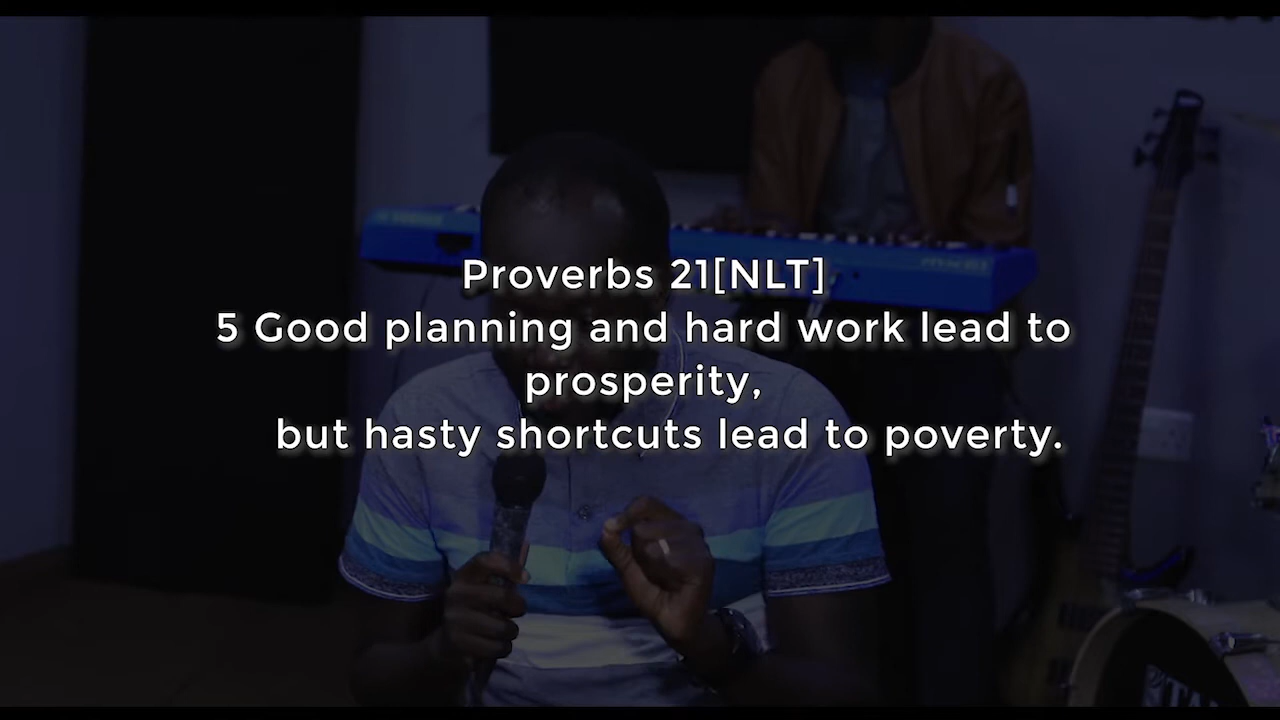 Proverbs 21[NLT]
5 Good planning and hard work lead to
prosperity,
but hasty shortcuts lead to poverty.